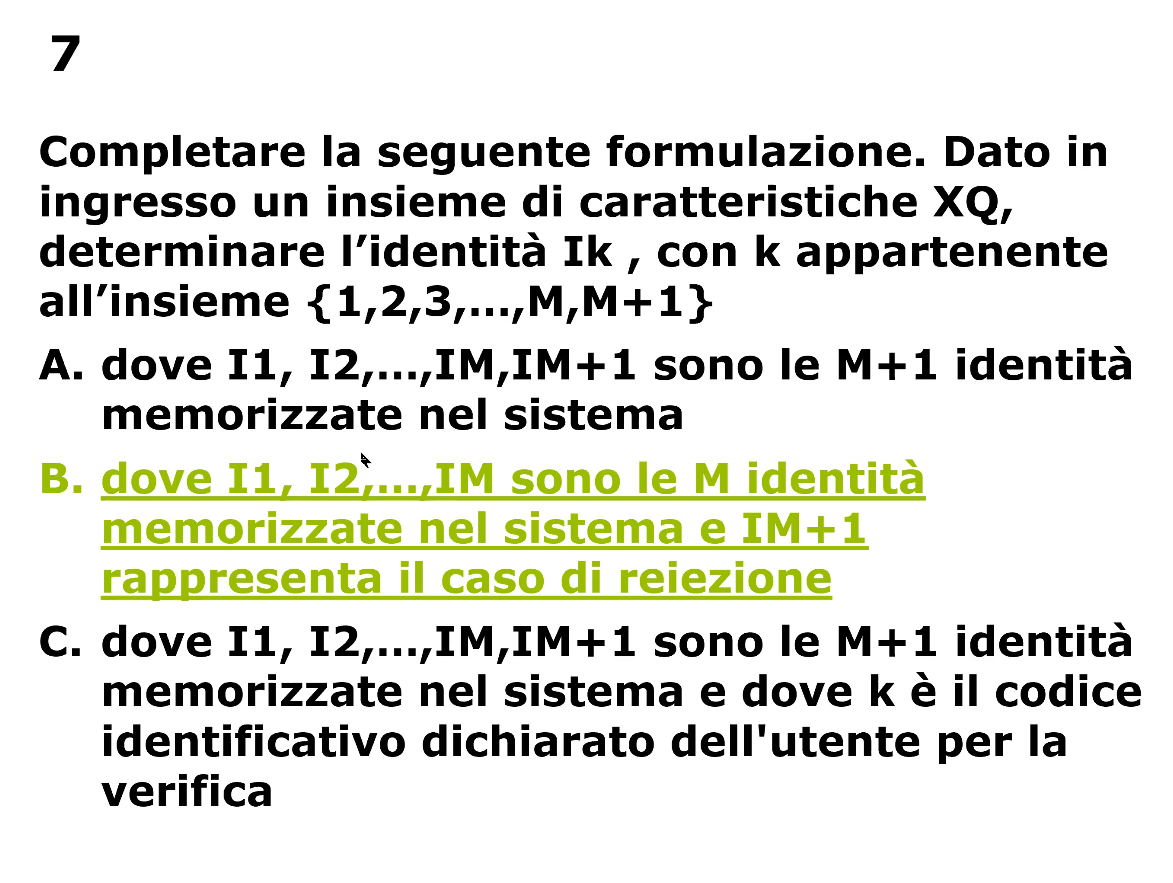 7
Completare la seguente formulazione. Dato in
ingresso un insieme di caratteristiche XQ,
determinare l’identità Ik , con k appartenente
all’insieme {1,2,3,…,M,M+1}
A. dove I1, I2,…,IM,IM+1 sono le M+1 identità
memorizzate nel sistema
B. dove I1, I2,…,IM sono le M identità
memorizzate nel sistema e IM+1
rappresenta il caso di reiezione
C. dove I1, I2,…,IM,IM+1 sono le M+1 identità
memorizzate nel sistema e dove k è il codice
identificativo dichiarato dell'utente per la
verifica